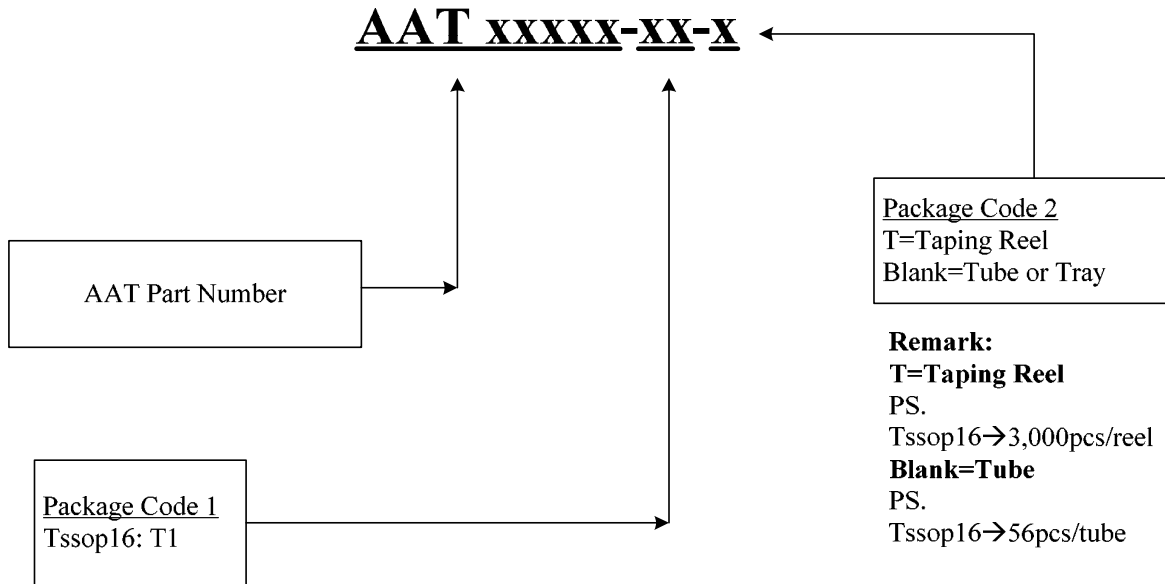 AAT xxxxx-xx-x
Package Code 2
T=Taping Reel
Blank=Tube or Tray
AAT Part Number
Remark:
T=Taping Reel
PS.
Tssop16→3,000pcs/reel
Blank=Tube
PS.
Tssop16→56pcs/tube
Package Code 1
Tssop16: T1